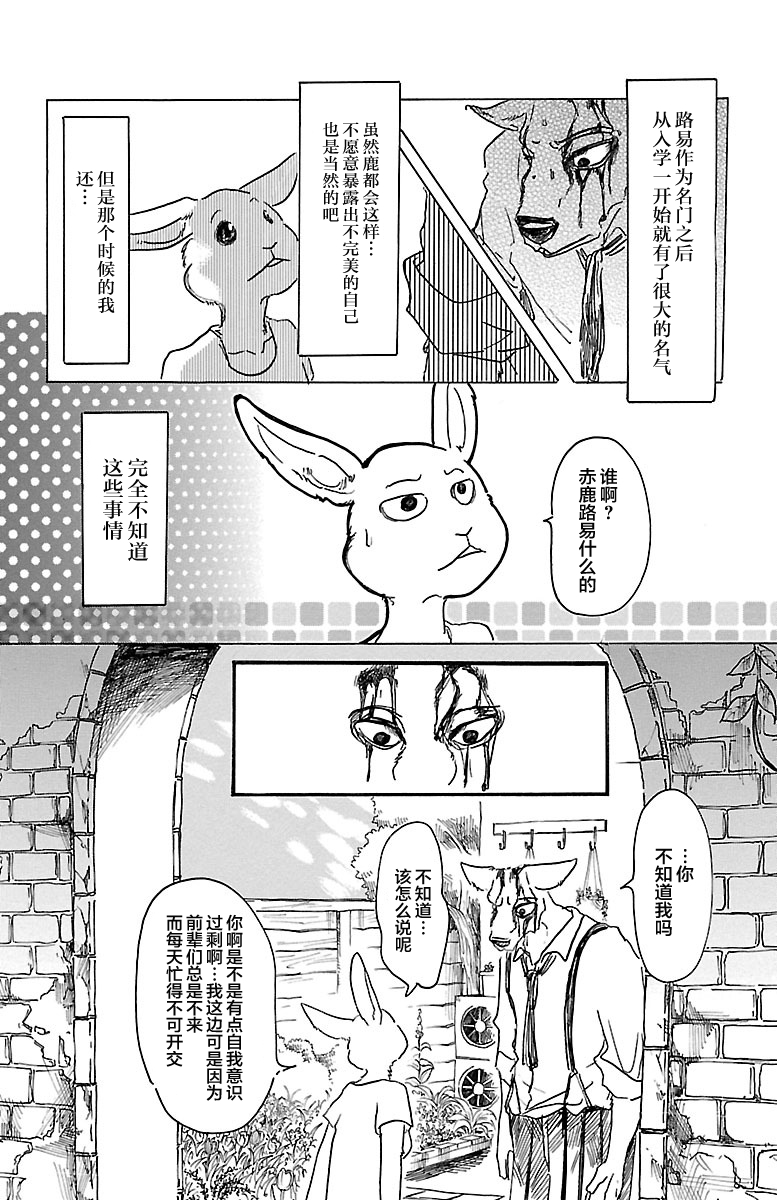 路易作为名门之后
从入学一开始就有了很大的名气
虽然鹿都会这样…
不愿意暴露出不完美的自己
也是当然的吧
但是那个时候的我
还…
谁啊?
赤鹿路易什么的
完全不知道
这些事情
…你
不知道我吗
不知道…
该怎么说呢
你啊是不是有点自我意识
过剩啊…我这边可是因为
前辈们总是不来
而每天忙得不可开交